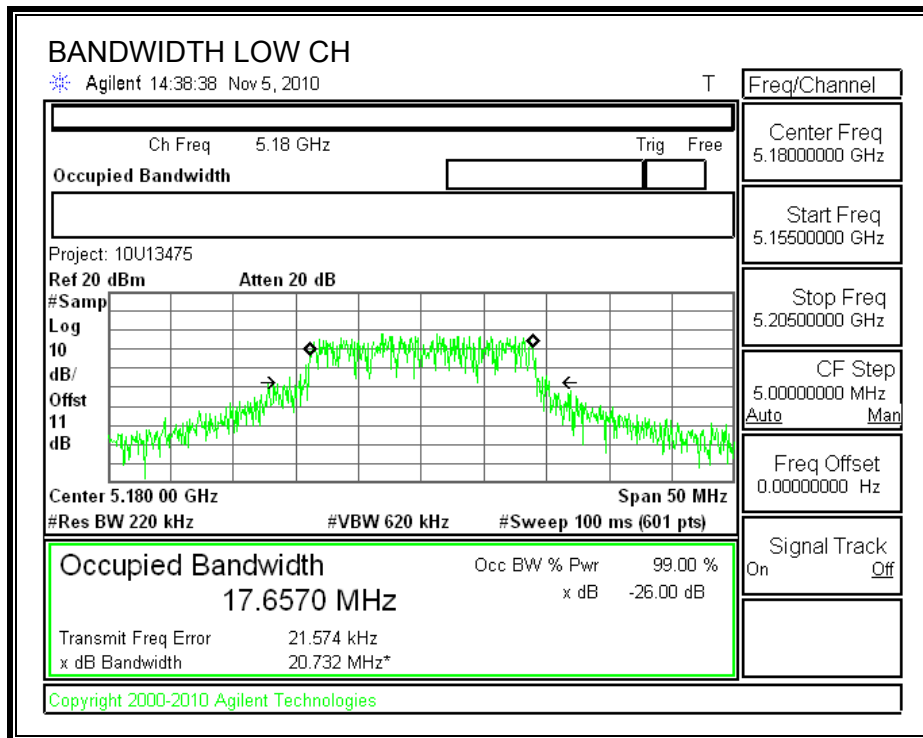 BANDWIDTH LOW CH
Agilent 14:38:38 Nov 5, 2010 T
Freq/Channel
Ch Freq 5.18 GHz Trig Free
Occupied Bandwidth
Center Freq
5.18000000 GHz
Start Freq
5.15500000 GHz
Stop Freq
5.20500000 GHz
CF Step
5.00000000 MHz
Auto Man
Freq Offset
0.00000000 Hz
Signal Track
On Off
Project: 10U13475
Ref 20 dBm Atten 20 dB
#Samp
Log
10
dB/
Offst
11
dB
Center 5.180 00 GHz Span 50 MHz
#Res BW 220 kHz #VBW 620 kHz #Sweep 100 ms (601 pts)
Occupied Bandwidth Occ BW % Pwr 99.00 %
17.6570 MHz x dB -26.00 dB
Transmit Freq Error 21.574 kHz
x dB Bandwidth 20.732 MHz*
Copyright 2000-2010 Agilent Technologies